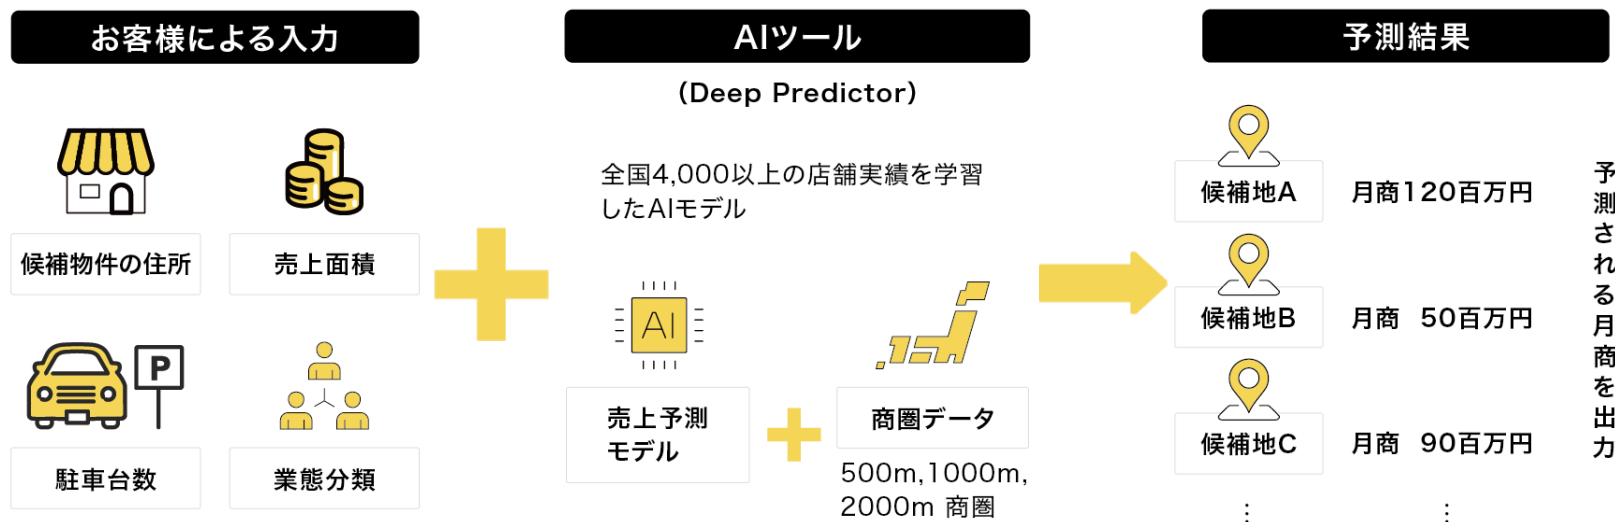 お客様による入力
候補物件の住所
売上面積
P
駐車台数
業態分類
AIツール
(Deep Predictor)
全国4,000以上の店舗実績を学習
したAIモデル
AI
売上予測
モデル
商圏データ
500m,1000m,
2000m 商圏
予測結果
候補地A 月商120百万円
候補地B 月商 50百万円
候補地C 月商 90百万円
⋮ ⋮
予測される月商を出力